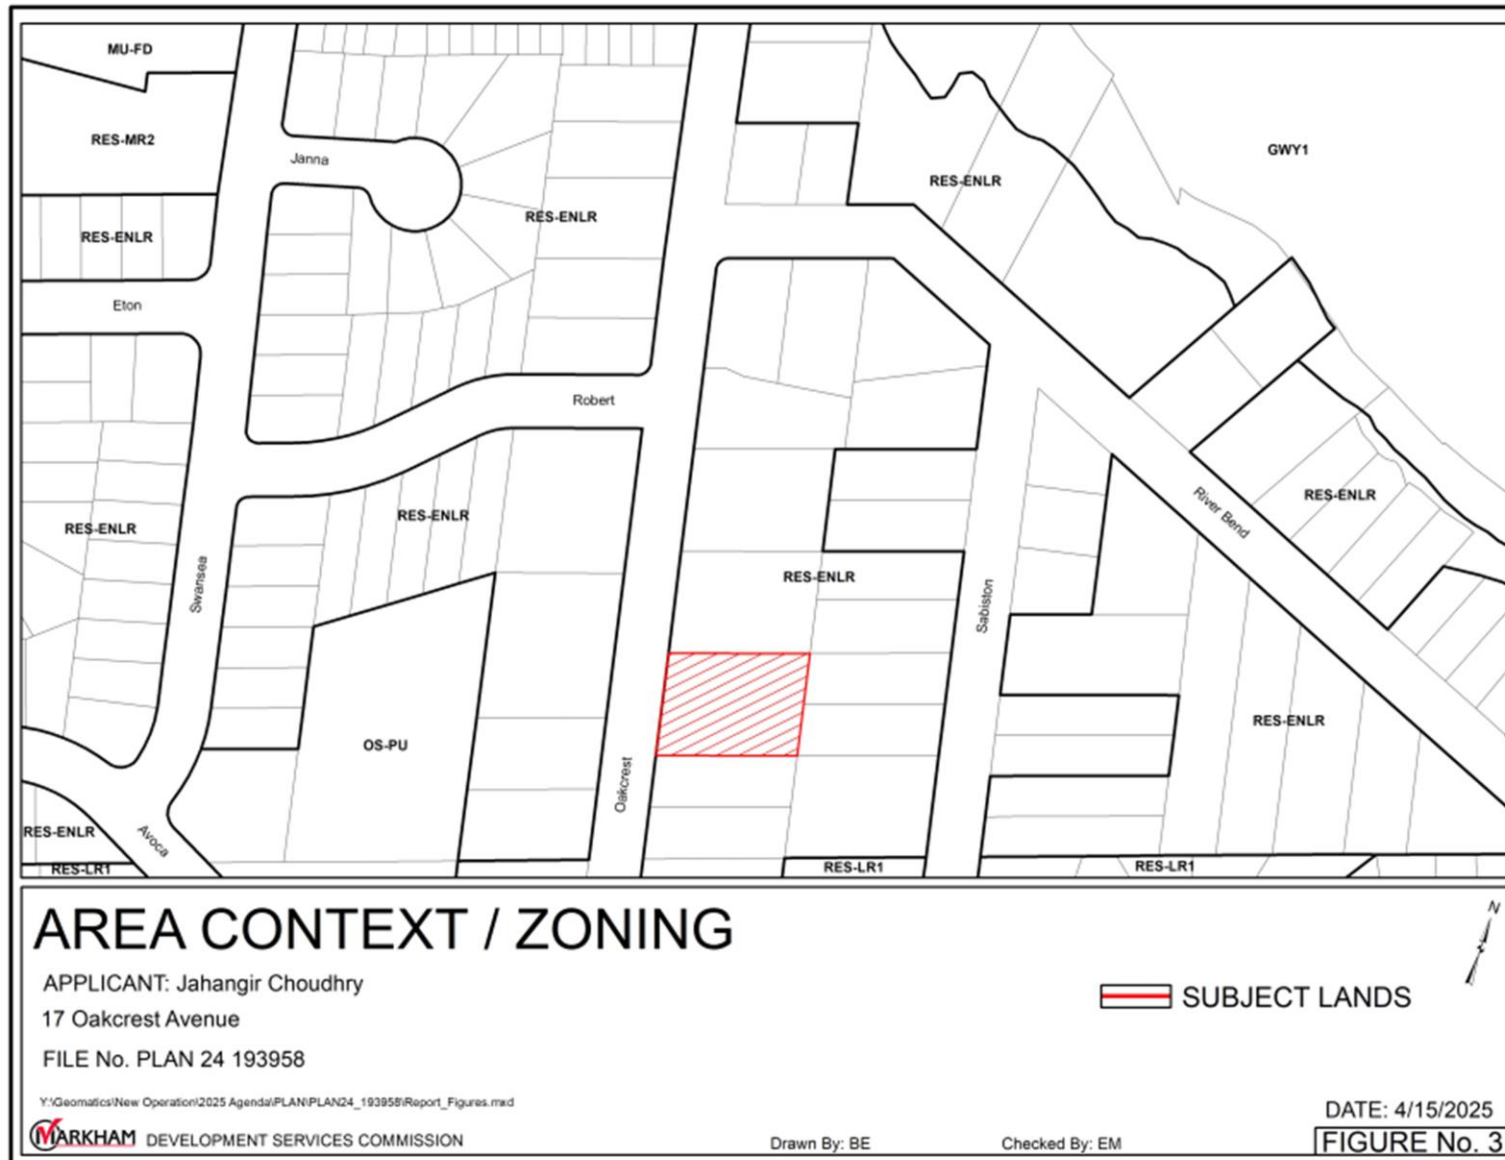 MU-FD
RES-MR2
Janna
GWY1
RES-ENLR
RES-ENLR
RES-ENLR
Eton
Robert
RES-ENLR
River Bend
RES-ENLR
RES-ENLR
Swansea
RES-ENLR
Sabiston
RES-ENLR
OS-PU
Oakcrest
RES-ENLR
Avoca
RES-LR1
RES-LR1
RES-LR1
AREA CONTEXT / ZONING
APPLICANT: Jahangir Choudhry
17 Oakcrest Avenue
FILE No. PLAN 24 193958
Y:\Geomatics\New Operation\2025 Agenda\PLAN\PLAN24_193958\Report_Figures.mxd
MARKHAM DEVELOPMENT SERVICES COMMISSION
Drawn By: BE
Checked By: EM
N
SUBJECT LANDS
DATE: 4/15/2025
FIGURE No. 3